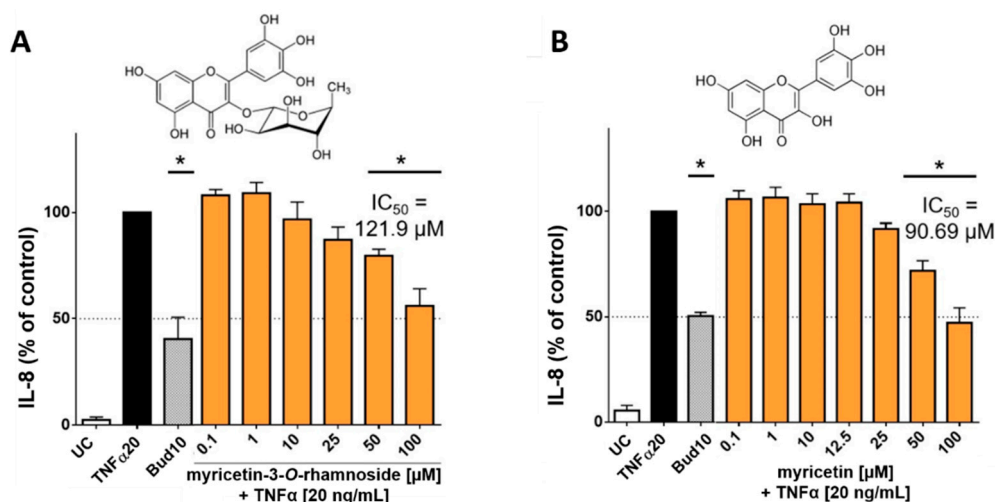 A
OH
OH
HO
O
OH
CH₃
O
HO
OH
O
HO
OH
*
*
IC₅₀ =
121.9 µM
100
50
0
IL-8 (% of control)
UC
TNFα20
Bud10
0.1
1
10
25
50
100
myricetin-3-O-rhamnoside [µM]
+ TNFα [20 ng/mL]
B
OH
OH
HO
O
OH
OH
OH
O
*
*
IC₅₀ =
90.69 µM
100
50
0
IL-8 (% of control)
UC
TNFα20
Bud10
0.1
1
10
12.5
25
50
100
myricetin [µM]
+ TNFα [20 ng/mL]